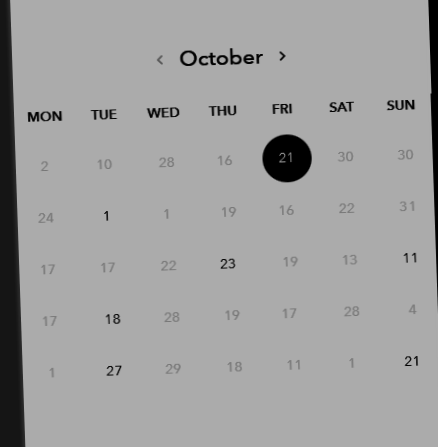 ‹ October ›
MON TUE WED THU FRI SAT SUN
2 10 28 16 21 30 30
24 1 1 19 16 22 31
17 17 22 23 19 13 11
17 18 28 19 17 28 4
1 27 29 18 11 1 21